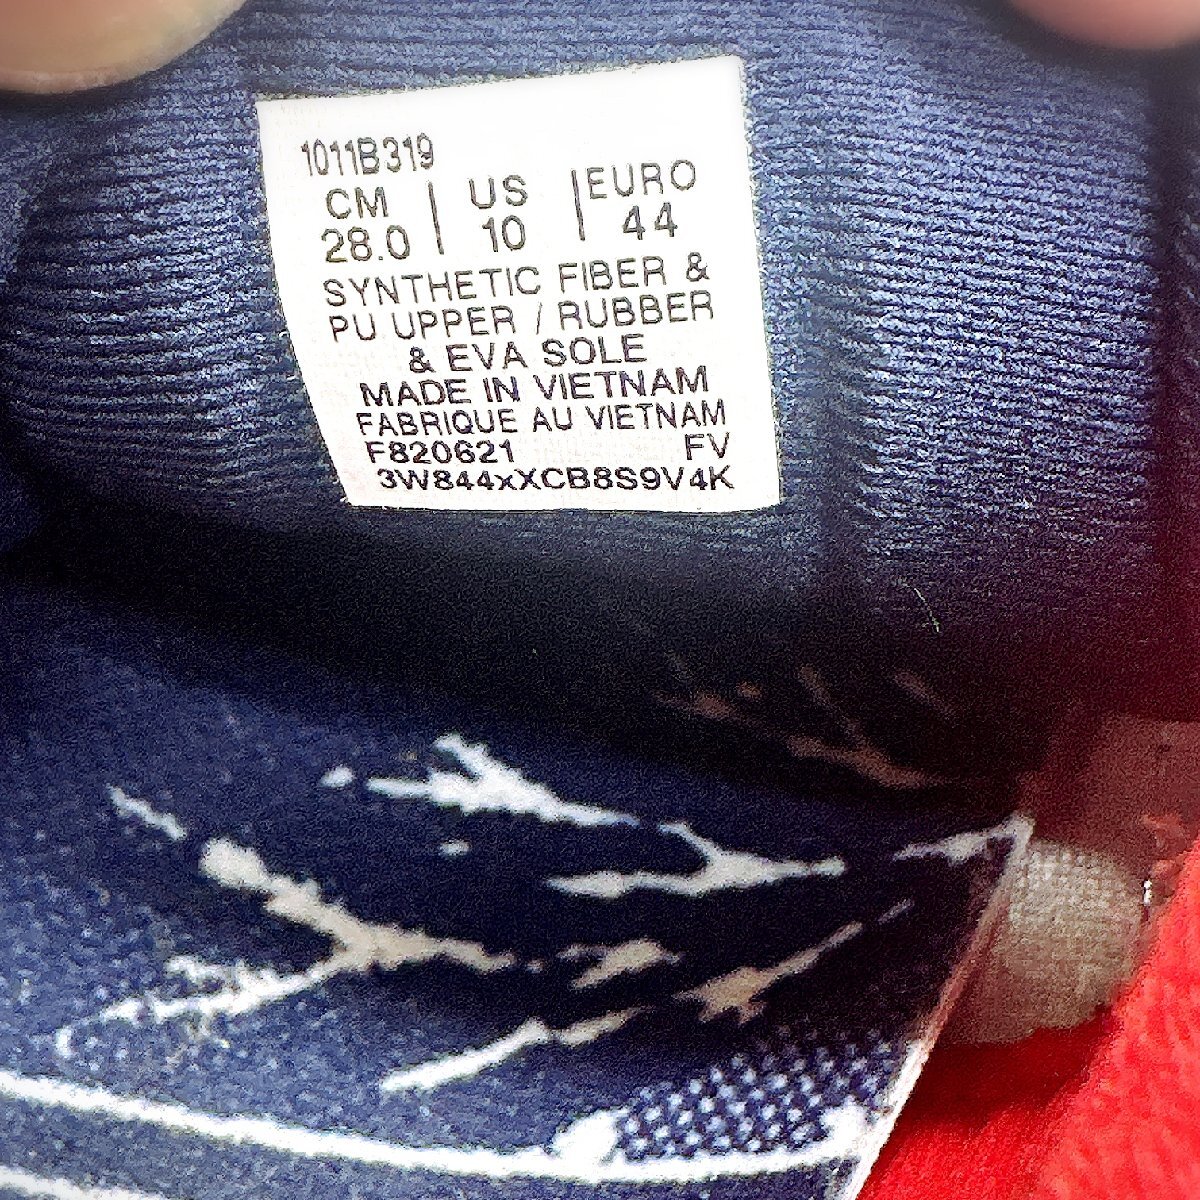 1011B319
CM | US | EURO
28.0 | 10 | 44
SYNTHETIC FIBER &
PU UPPER / RUBBER
& EVA SOLE
MADE IN VIETNAM
FABRIQUE AU VIETNAM
F820621 FV
3W844xXCB8S9V4K